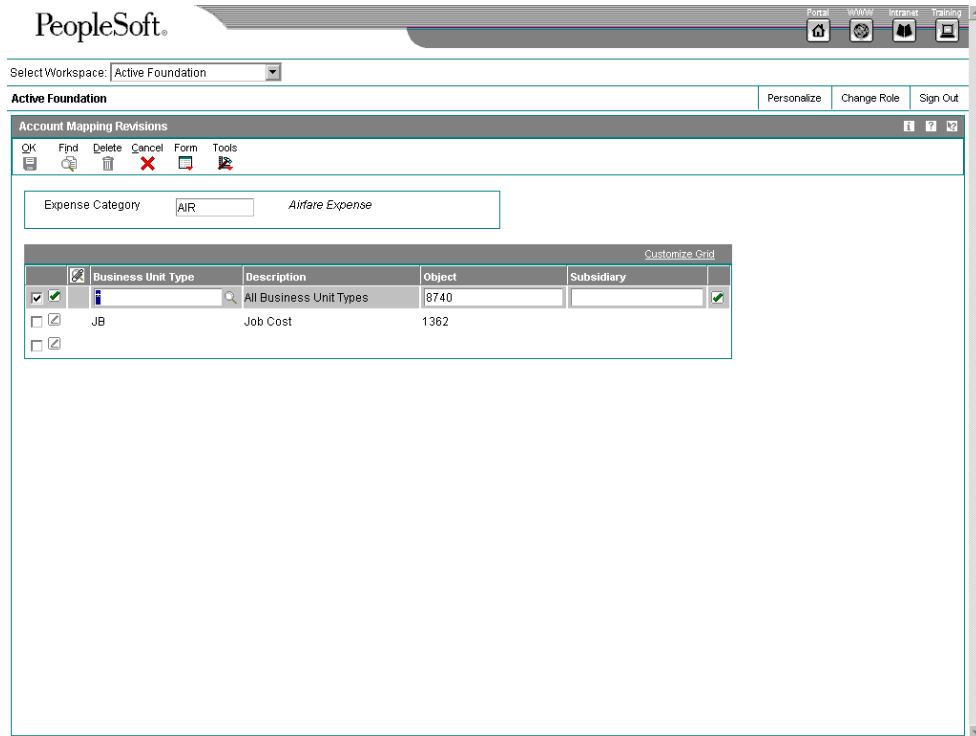 Portal WWW Intranet Training
PeopleSoft®
Select Workspace: Active Foundation
Active Foundation Personalize Change Role Sign Out
Account Mapping Revisions i ? ?
OK Find Delete Cancel Form Tools
Expense Category AIR Airfare Expense
Customize Grid
Business Unit Type Description Object Subsidiary
* All Business Unit Types 8740
JB Job Cost 1362